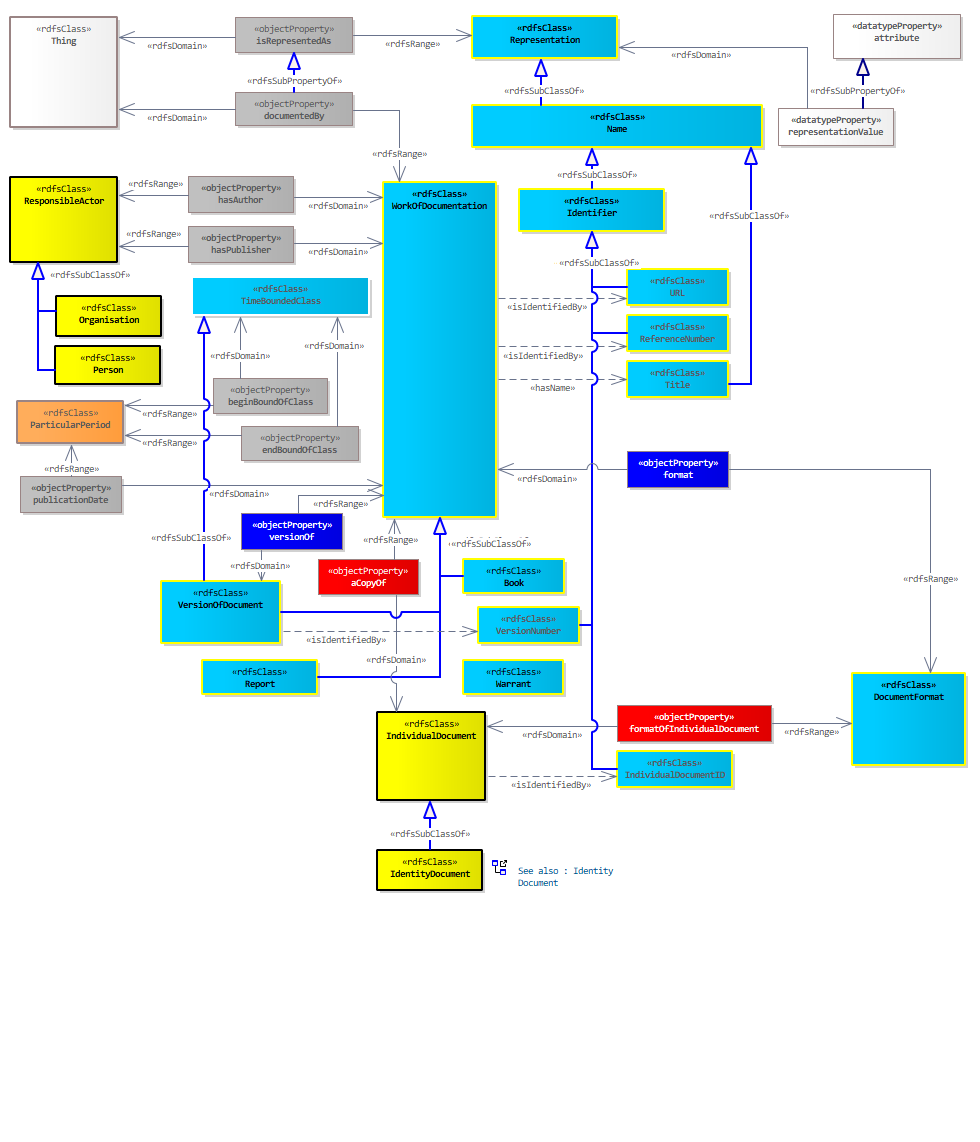 «rdfsClass»
Thing
«rdfsDomain»
«objectProperty»
isRepresentedAs
«rdfsRange»
«rdfsClass»
Representation
«rdfsDomain»
«datatypeProperty»
attribute
«rdfsSubPropertyOf»
«rdfsSubClassOf»
«rdfsSubPropertyOf»
«rdfsDomain»
«objectProperty»
documentedBy
«rdfsClass»
Name
«datatypeProperty»
representationValue
«rdfsRange»
«rdfsSubClassOf»
«rdfsClass»
ResponsibleActor
«rdfsRange»
«objectProperty»
hasAuthor
«rdfsDomain»
«rdfsClass»
WorkOfDocumentation
«rdfsClass»
Identifier
«rdfsSubClassOf»
«rdfsRange»
«objectProperty»
hasPublisher
«rdfsDomain»
«rdfsSubClassOf»
«rdfsSubClassOf»
«rdfsClass»
Organisation
«rdfsClass»
TimeBoundedClass
«isIdentifiedBy»
«rdfsClass»
URL
«rdfsClass»
Person
«rdfsDomain»
«rdfsDomain»
«isIdentifiedBy»
«rdfsClass»
ReferenceNumber
«hasName»
«rdfsClass»
Title
«objectProperty»
beginBoundOfClass
«rdfsRange»
«rdfsClass»
ParticularPeriod
«rdfsRange»
«objectProperty»
endBoundOfClass
«rdfsRange»
«objectProperty»
publicationDate
«rdfsDomain»
«rdfsRange»
«rdfsDomain»
«objectProperty»
format
«objectProperty»
versionOf
«rdfsSubClassOf»
«rdfsRange»
«rdfsSubClassOf»
«rdfsDomain»
«objectProperty»
aCopyOf
«rdfsClass»
Book
«rdfsRange»
«rdfsClass»
VersionOfDocument
«isIdentifiedBy»
«rdfsClass»
VersionNumber
«rdfsDomain»
«rdfsClass»
Report
«rdfsClass»
Warrant
«rdfsClass»
DocumentFormat
«rdfsClass»
IndividualDocument
«rdfsDomain»
«objectProperty»
formatOfIndividualDocument
«rdfsRange»
«isIdentifiedBy»
«rdfsClass»
IndividualDocumentID
«rdfsSubClassOf»
«rdfsClass»
IdentityDocument
See also : Identity
Document